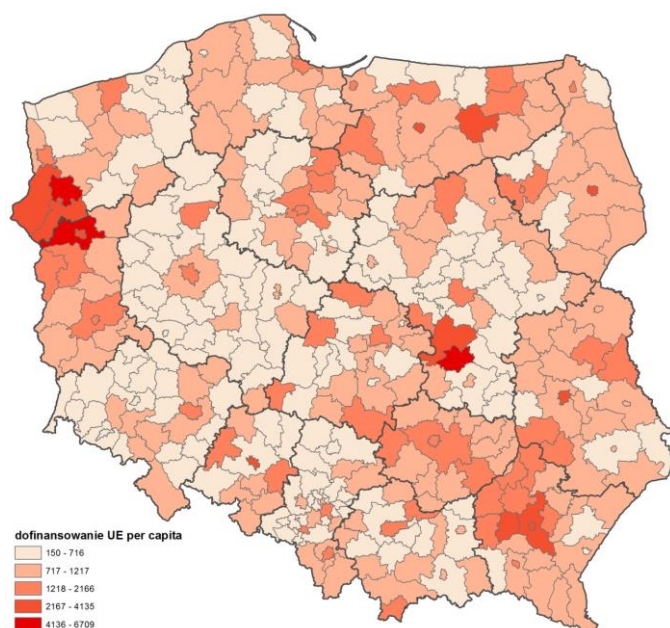 dofinansowanie UE per capita
150 - 716
717 - 1217
1218 - 2166
2167 - 4135
4136 - 6709